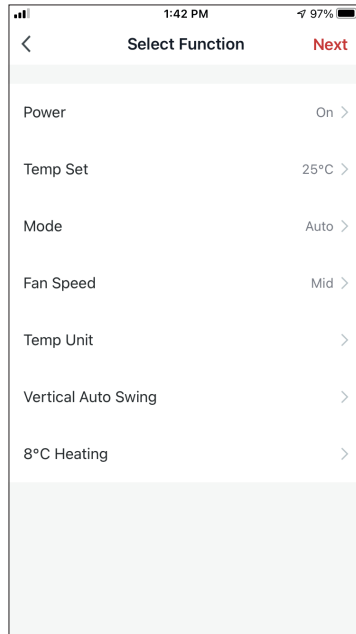 1:42 PM 97%
Select Function Next
Power On
Temp Set 25°C
Mode Auto
Fan Speed Mid
Temp Unit
Vertical Auto Swing
8°C Heating